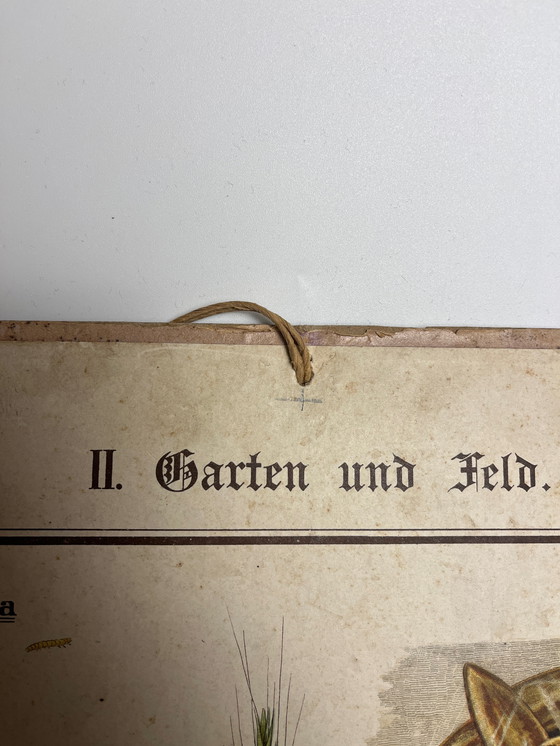 II. Garten und Feld.
a